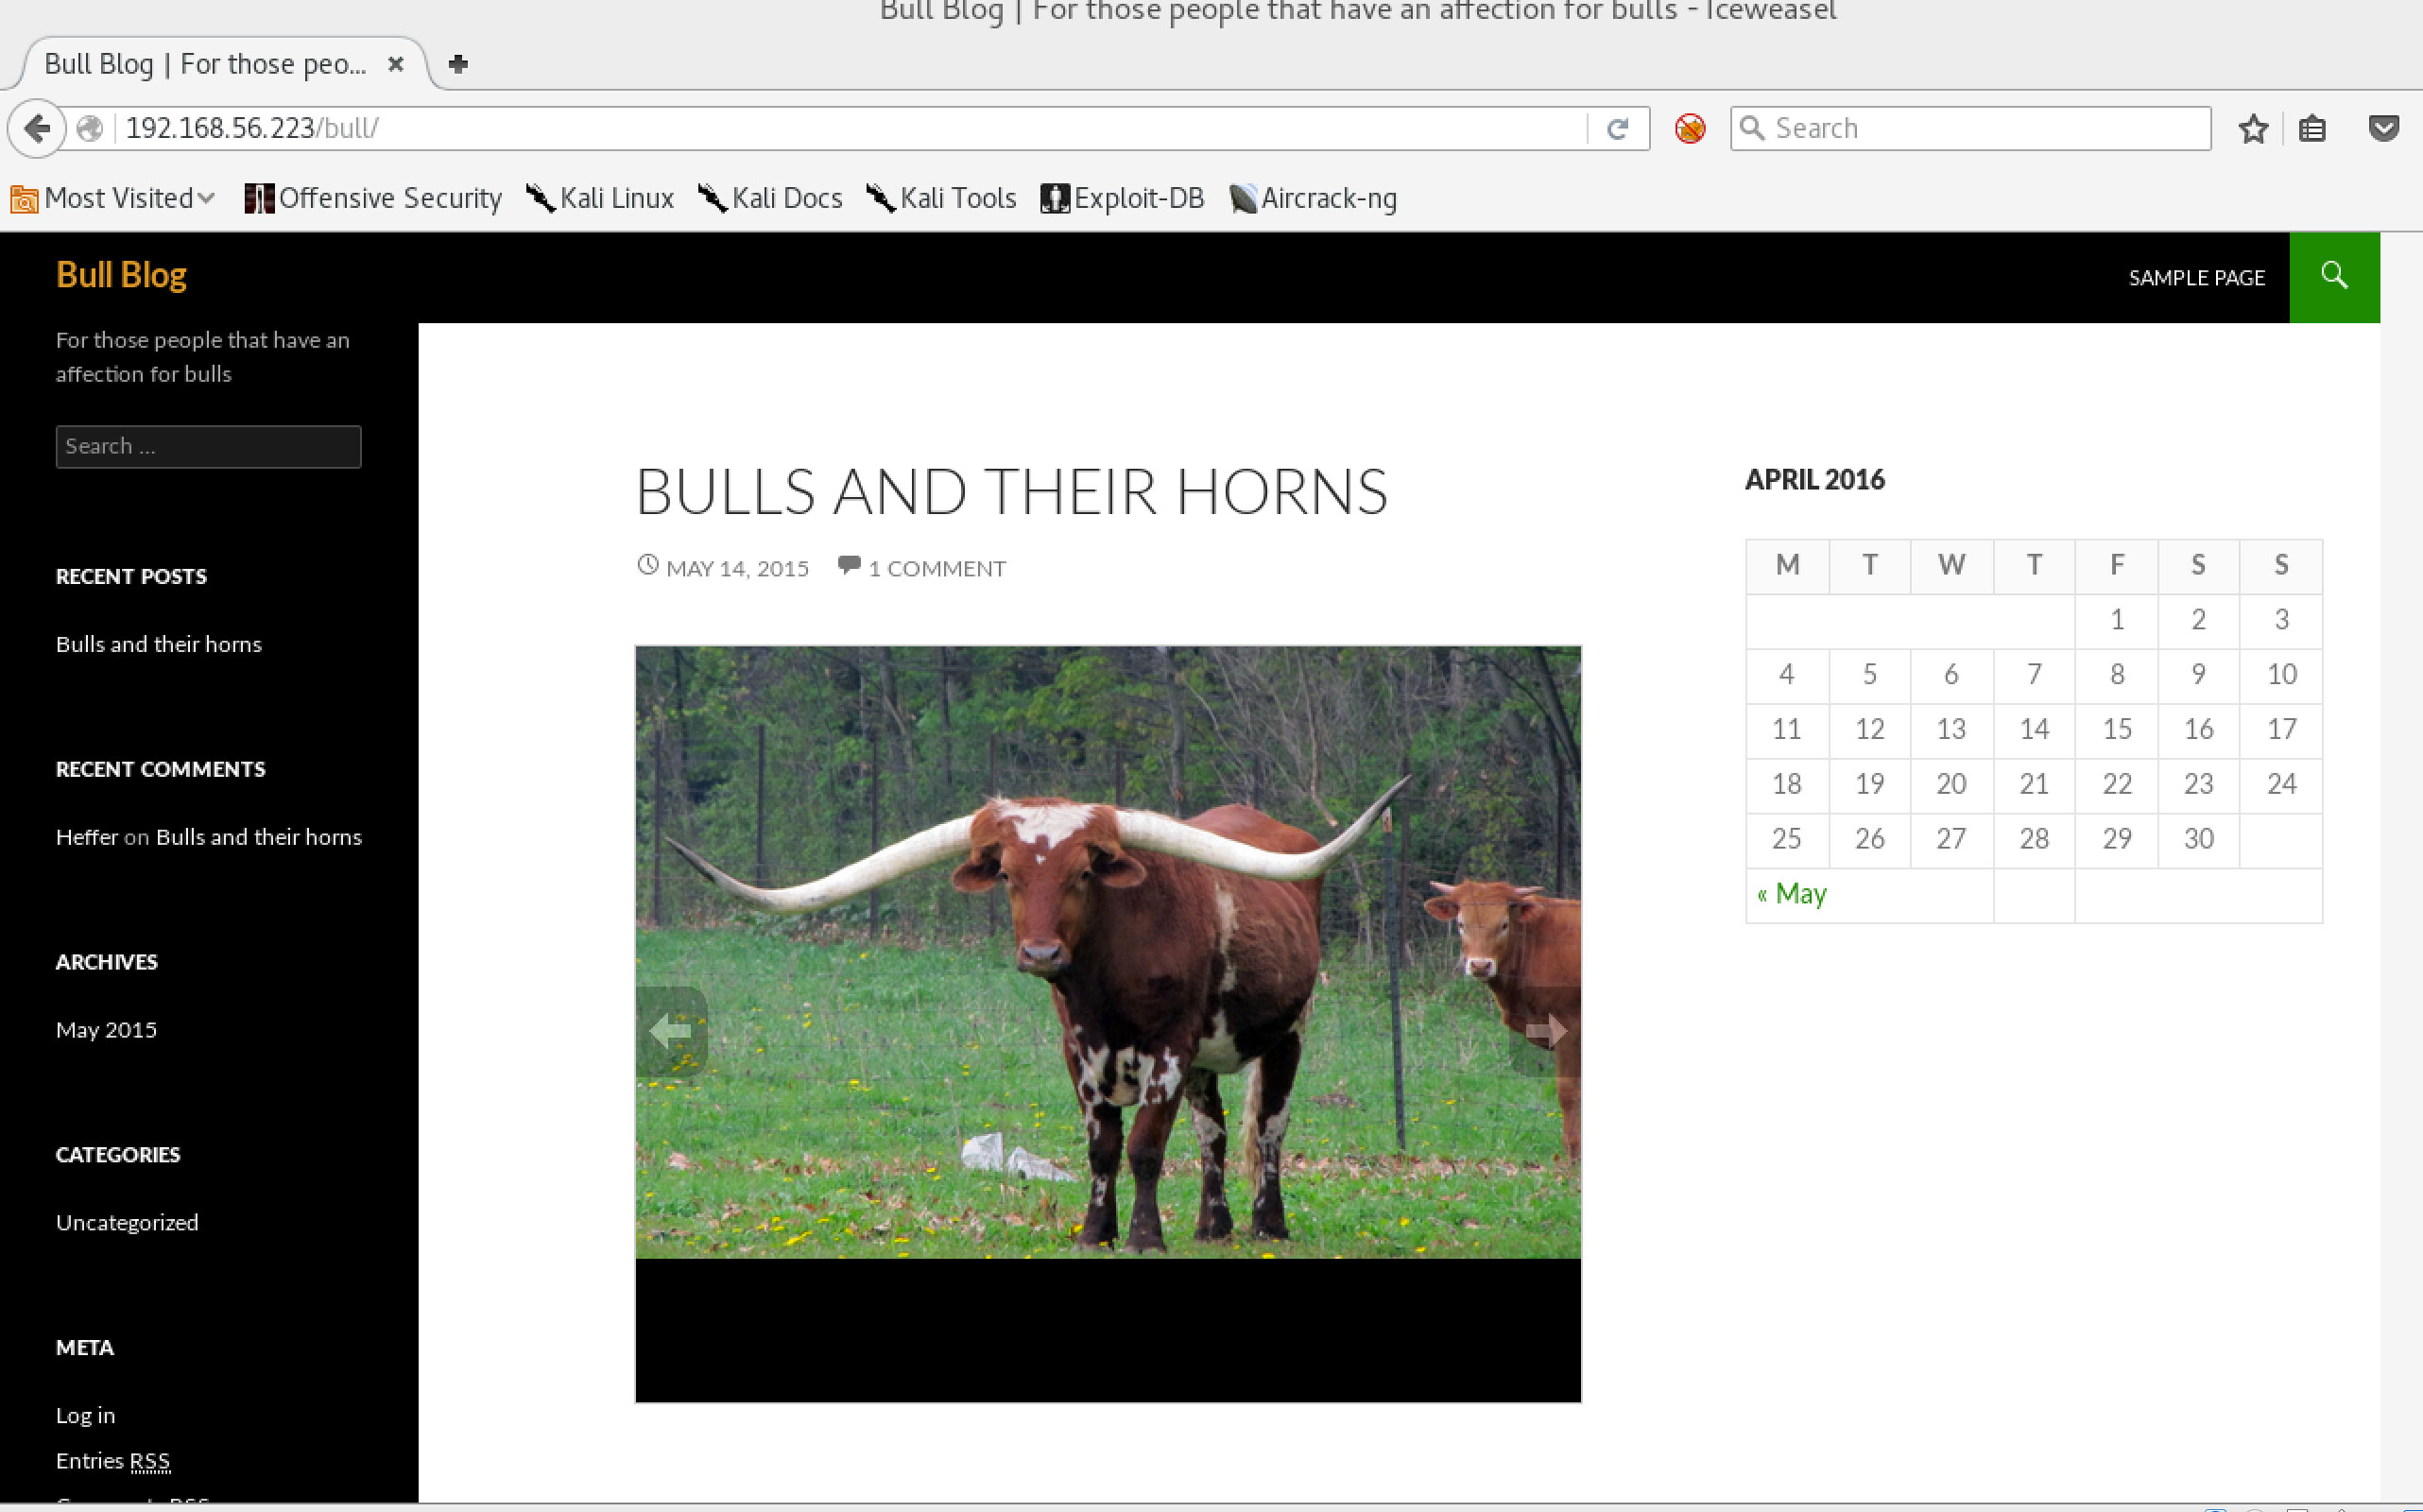 Bull Blog | For those people that have an affection for bulls - Iceweasel
Bull Blog | For those peo...
192.168.56.223/bull/
Search
Most Visited Offensive Security Kali Linux Kali Docs Kali Tools Exploit-DB Aircrack-ng
Bull Blog
SAMPLE PAGE
For those people that have an
affection for bulls
Search ...
RECENT POSTS
Bulls and their horns
RECENT COMMENTS
Heffer on Bulls and their horns
ARCHIVES
May 2015
CATEGORIES
Uncategorized
META
Log in
Entries RSS
BULLS AND THEIR HORNS
MAY 14, 2015 1 COMMENT
APRIL 2016
M T W T F S S
1 2 3
4 5 6 7 8 9 10
11 12 13 14 15 16 17
18 19 20 21 22 23 24
25 26 27 28 29 30
« May